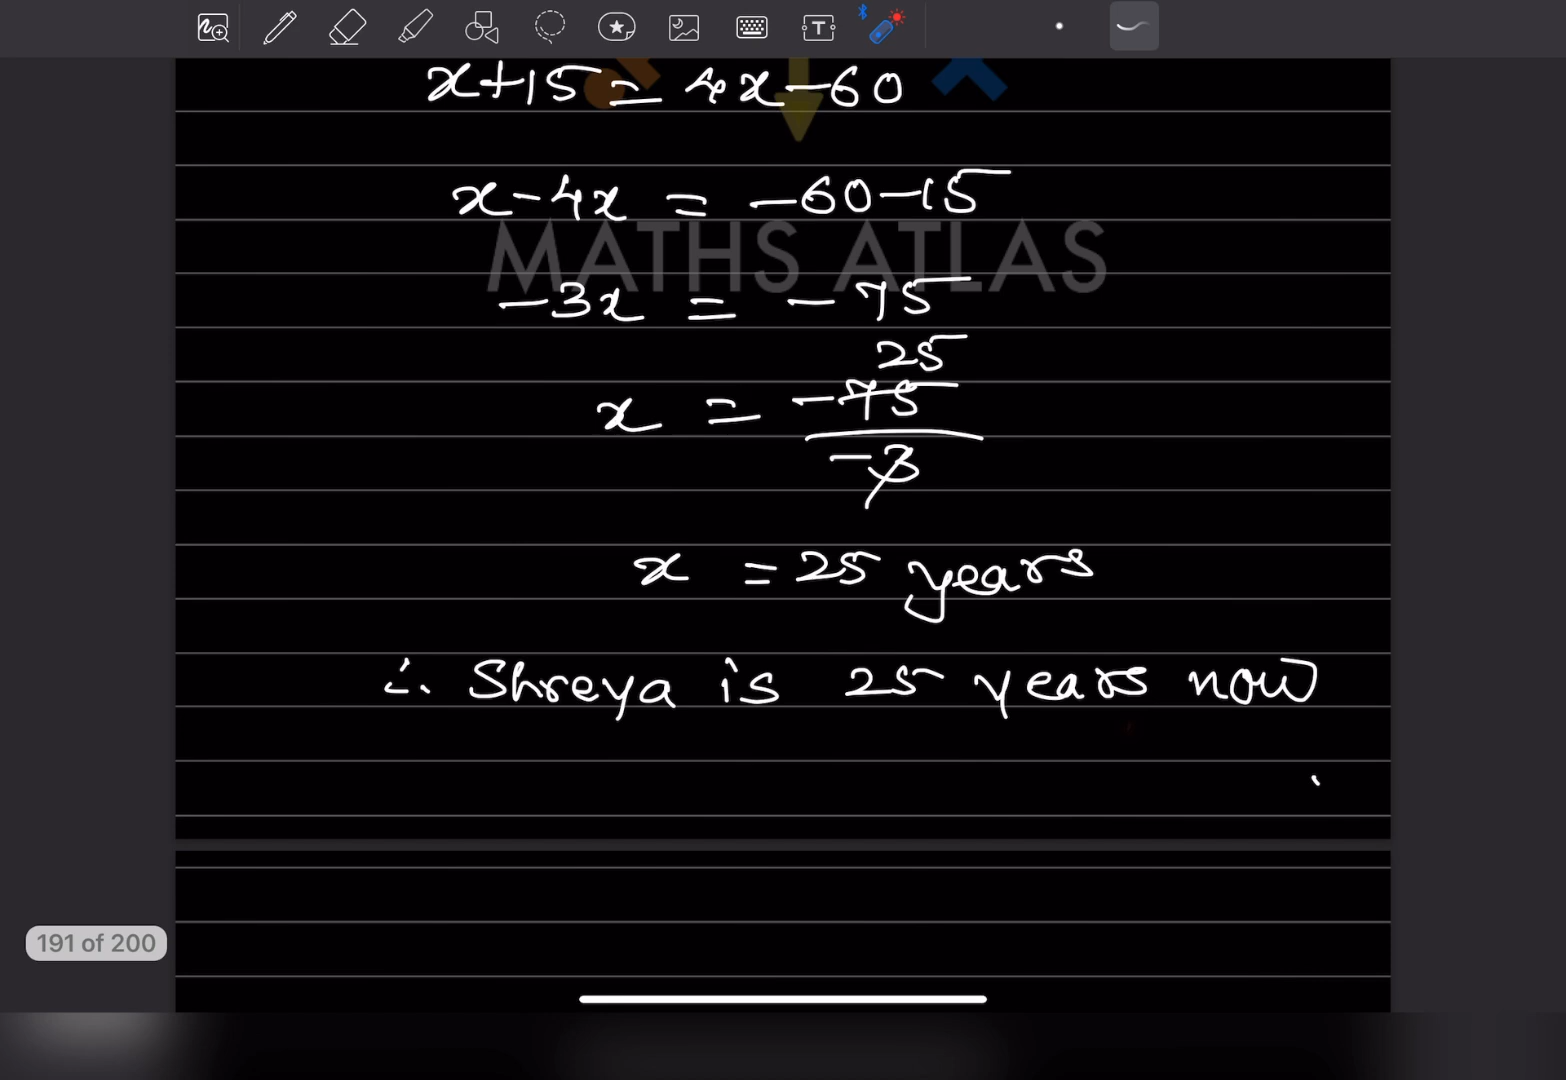 x+15 = 4x-60
x-4x = -60-15
MATHS ATLAS
-3x = -75
25
x = -75
-3
x = 25 years
∴ Shreya is 25 years now
191 of 200